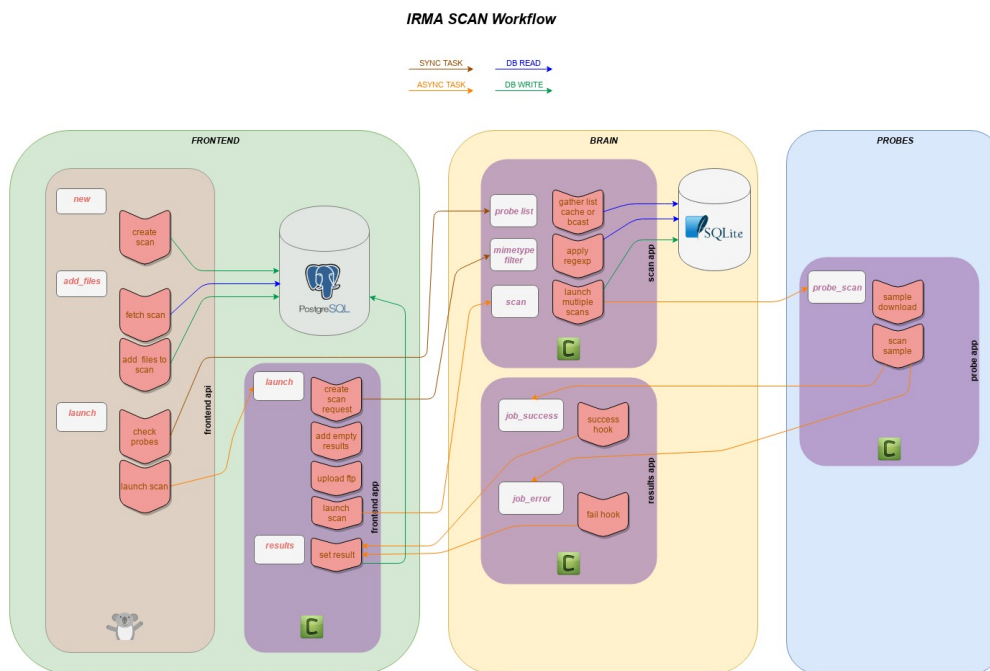 IRMA SCAN Workflow
SYNC TASK
DB READ
ASYNC TASK
DB WRITE
FRONTEND
new
create
scan
add_files
fetch scan
add files to
scan
launch
check
probes
launch scan
frontend api
PostgreSQL
launch
create
scan
request
add empty
results
upload ftp
launch
scan
results
set result
frontend app
C
BRAIN
probe list
gather list
cache or
bcast
mimetype
filter
apply
regexp
scan
launch
mutliple
scans
scan app
C
SQLite
job_success
success
hook
job_error
fail hook
results app
C
PROBES
probe_scan
sample
download
scan
sample
probe app
C